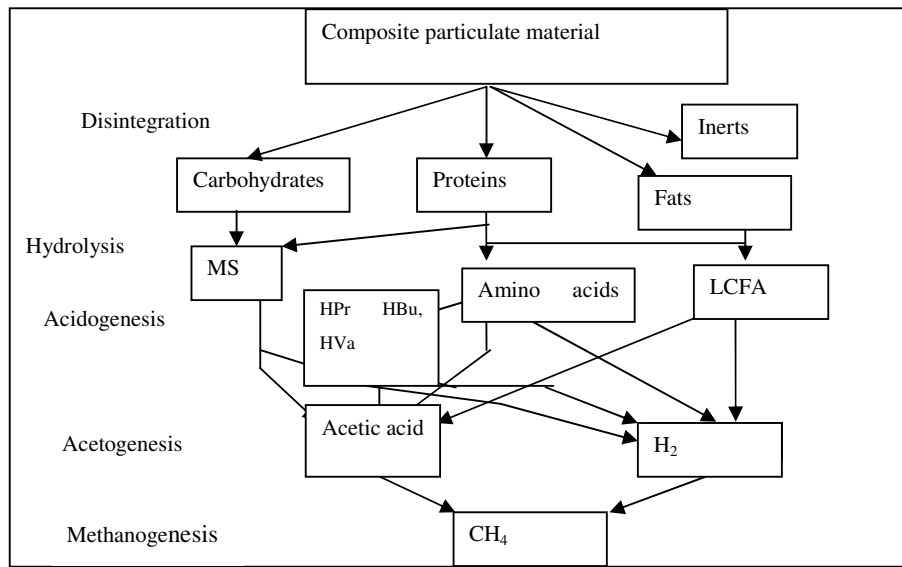 Composite particulate material
Disintegration
Inerts
Carbohydrates
Proteins
Fats
Hydrolysis
MS
Amino acids
LCFA
Acidogenesis
HPr HBu,
HVa
Acetogenesis
Acetic acid
H₂
Methanogenesis
CH₄